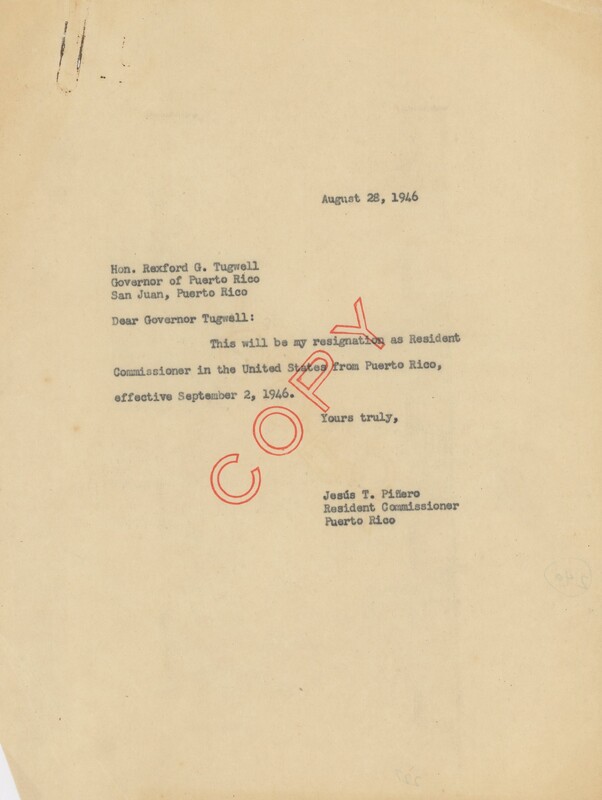 August 28, 1946
Hon. Rexford G. Tugwell
Governor of Puerto Rico
San Juan, Puerto Rico
Dear Governor Tugwell:
This will be my resignation as Resident
Commissioner in the United States from Puerto Rico,
effective September 2, 1946.
Yours truly,
COPY
Jesús T. Piñero
Resident Commissioner
Puerto Rico